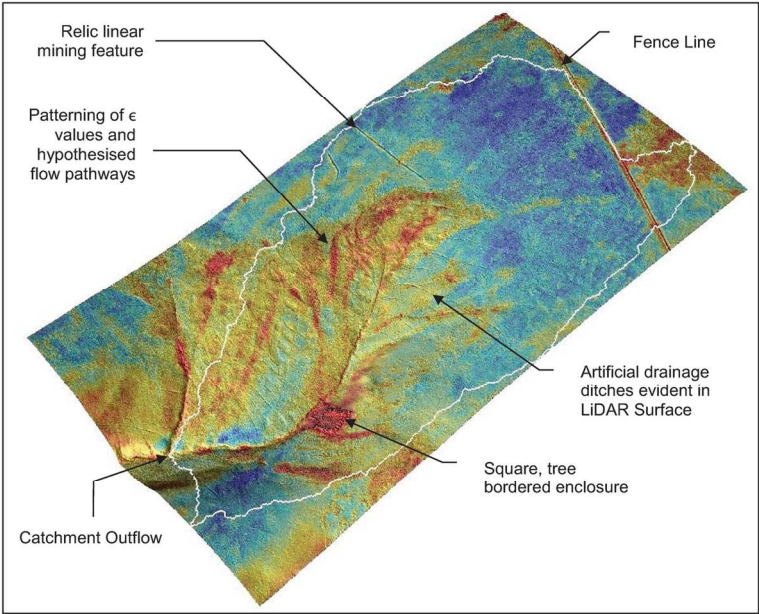 Relic linear
mining feature
Fence Line
Patterning of ϵ
values and
hypothesised
flow pathways
Artificial drainage
ditches evident in
LiDAR Surface
Square, tree
bordered enclosure
Catchment Outflow